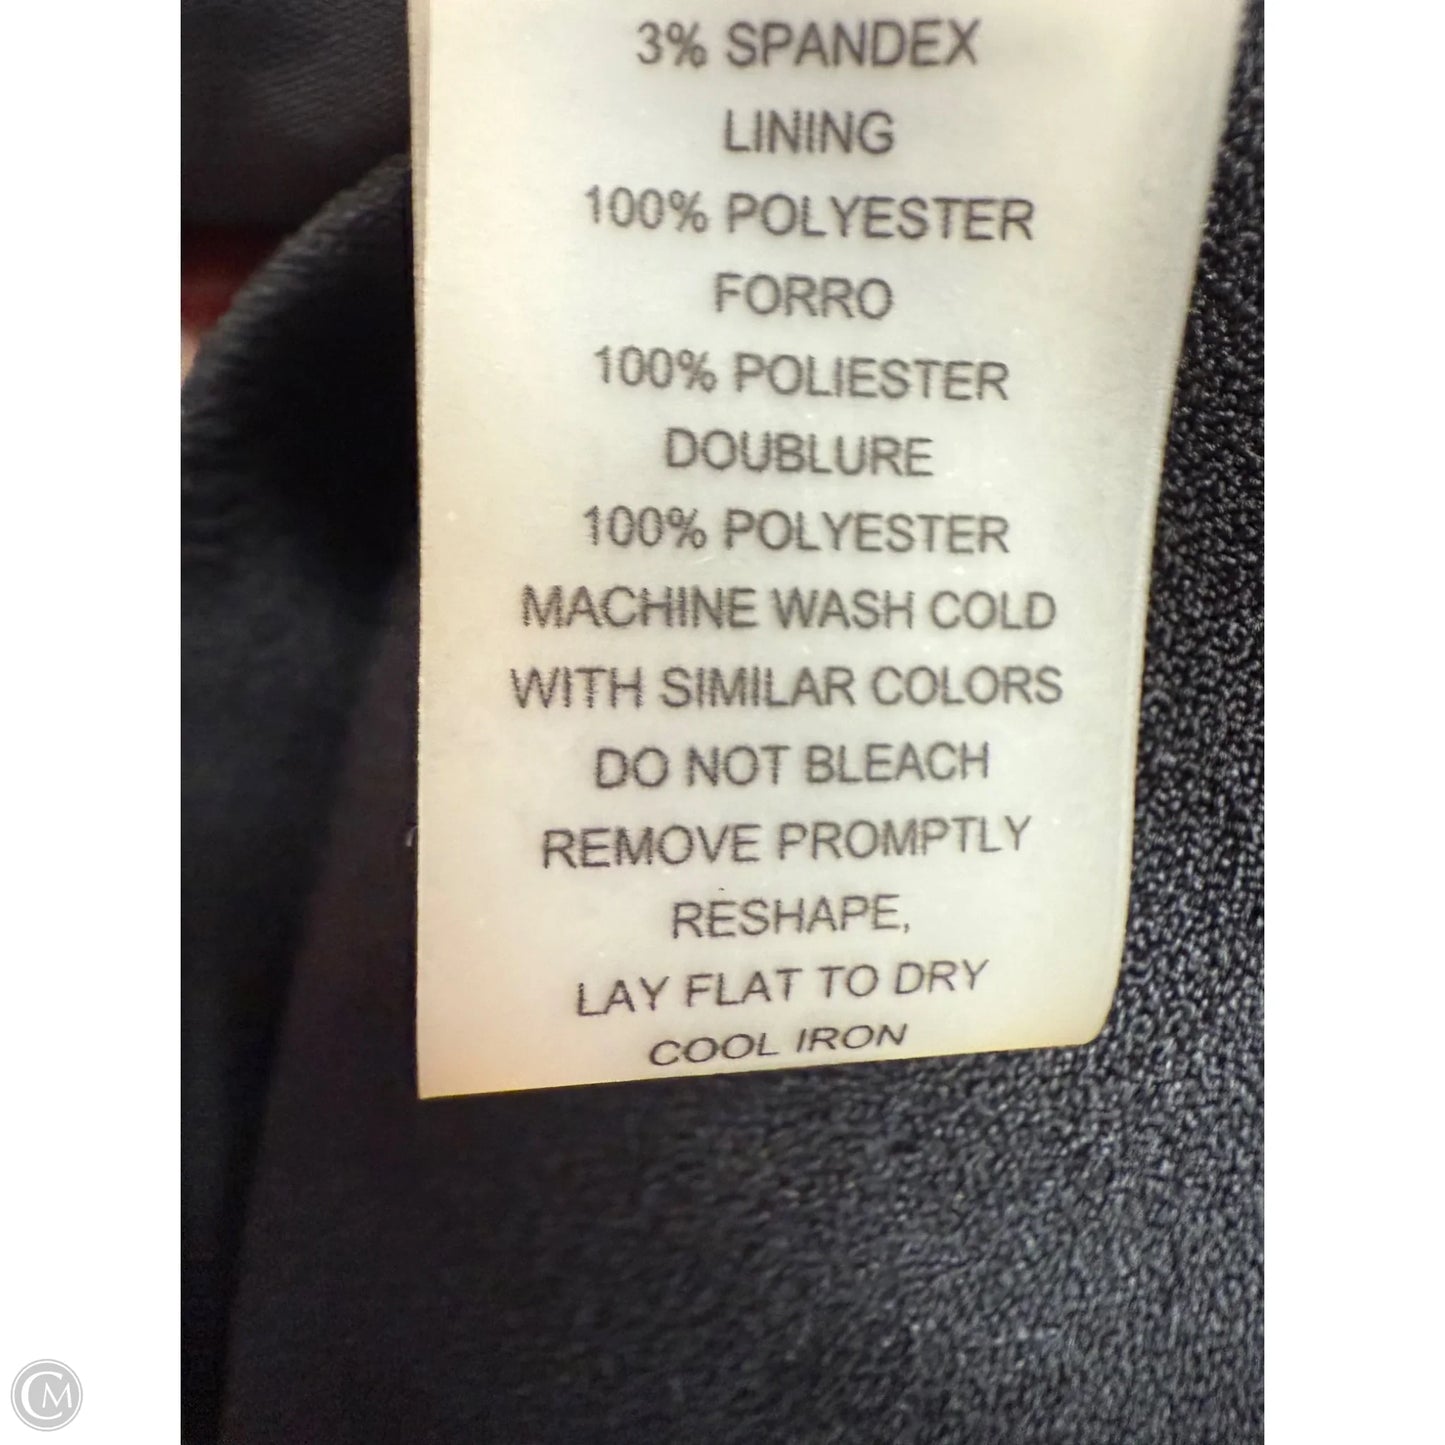 3% SPANDEX
LINING
100% POLYESTER
FORRO
100% POLIESTER
DOUBLURE
100% POLYESTER
MACHINE WASH COLD
WITH SIMILAR COLORS
DO NOT BLEACH
REMOVE PROMPTLY
RESHAPE,
LAY FLAT TO DRY
COOL IRON
CM